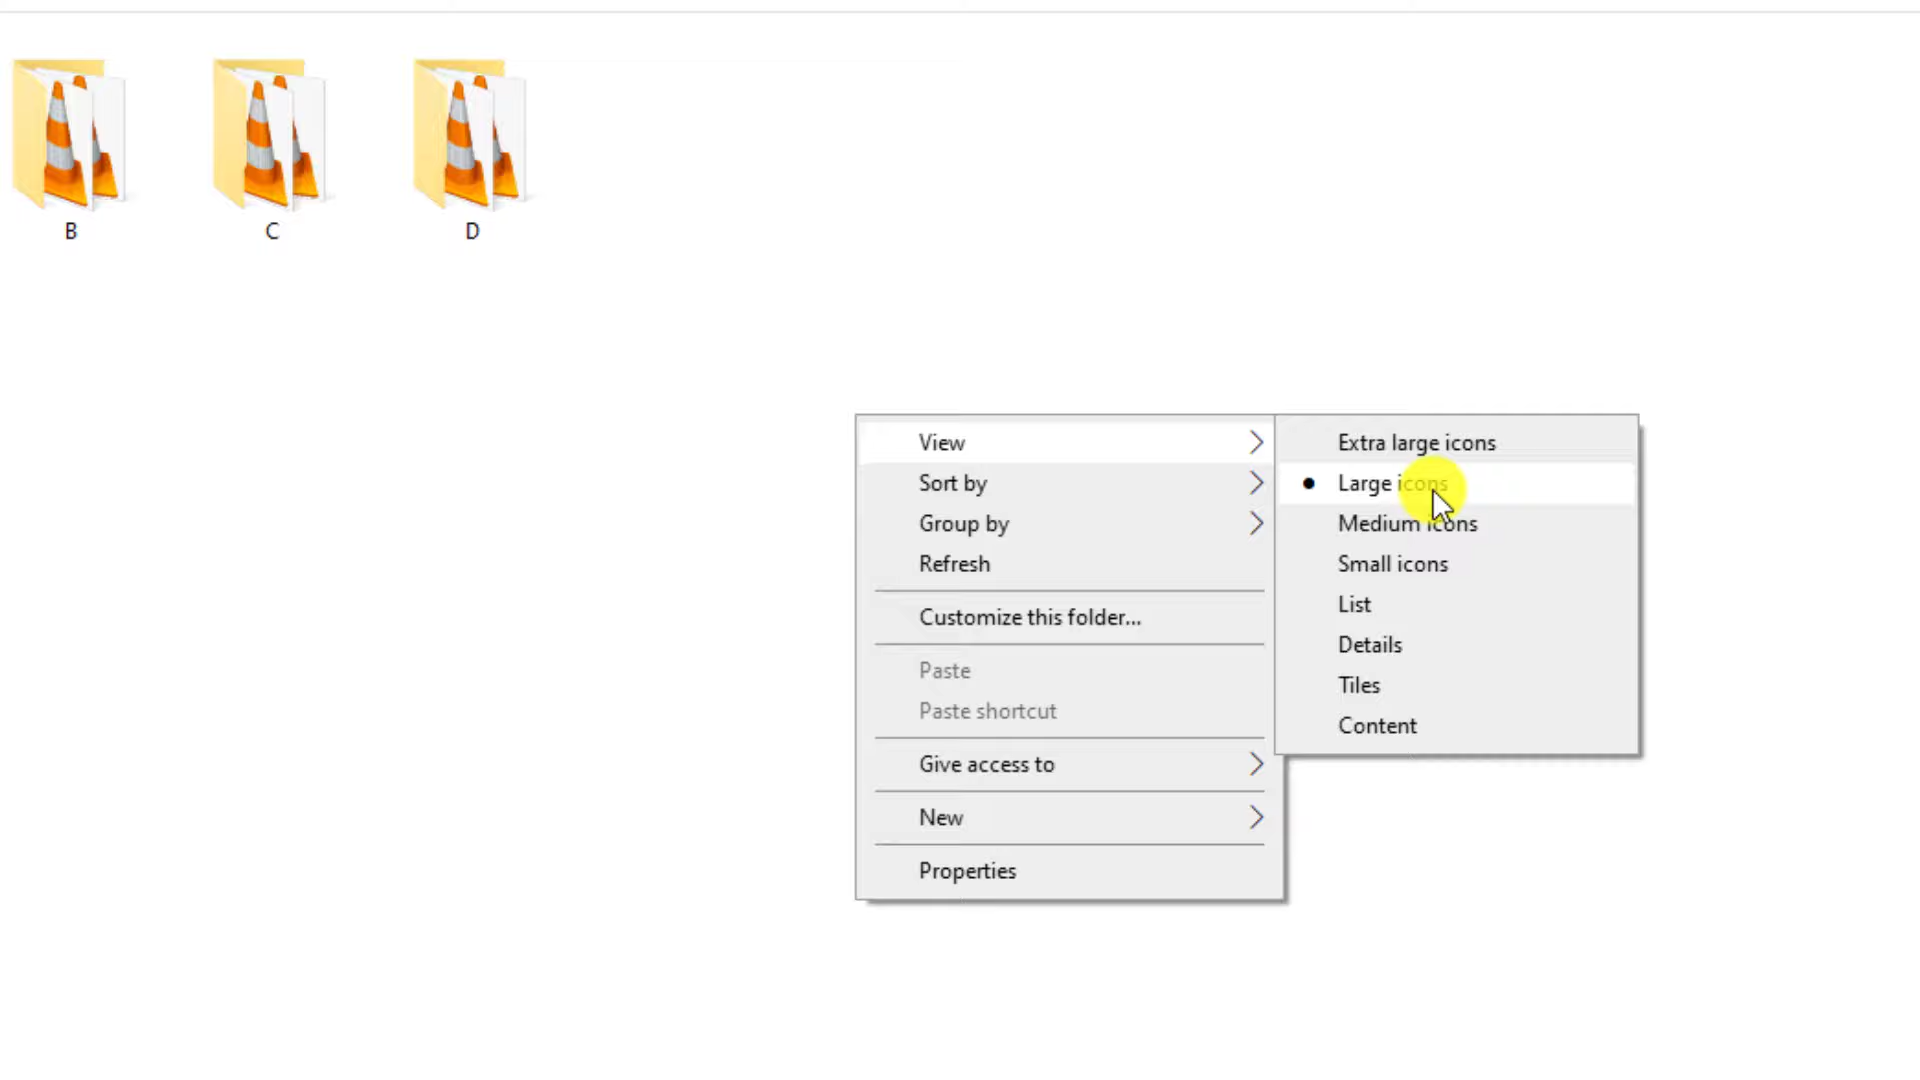 B
C
D
View
Sort by
Group by
Refresh
Customize this folder...
Paste
Paste shortcut
Give access to
New
Properties
Extra large icons
Large icons
Medium icons
Small icons
List
Details
Tiles
Content